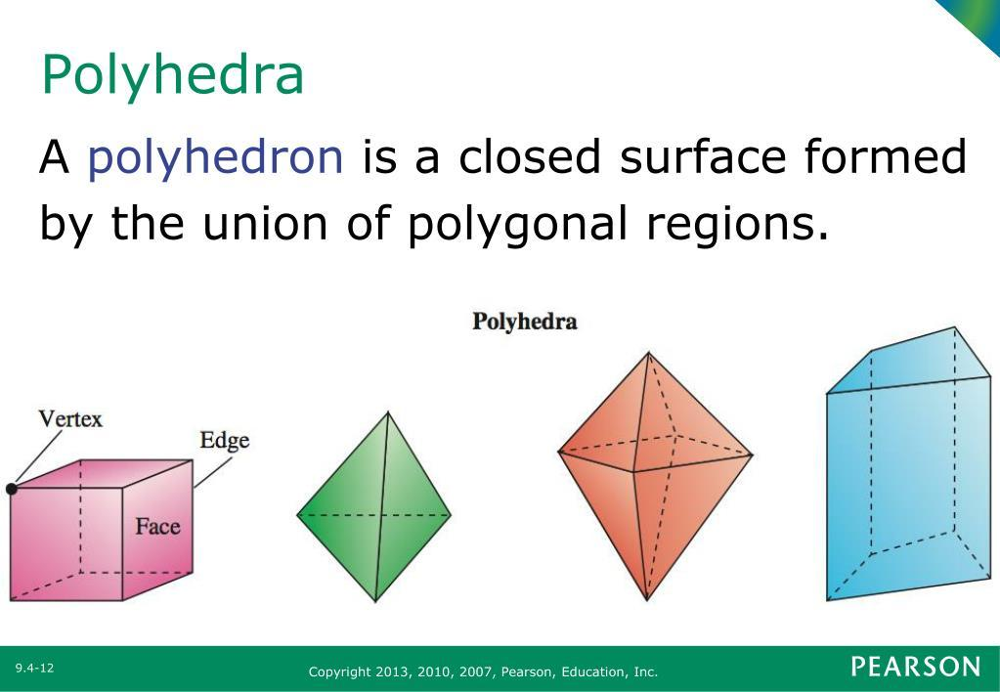 Polyhedra
A polyhedron is a closed surface formed
by the union of polygonal regions.
Polyhedra
Vertex
Edge
Face
9.4-12
Copyright 2013, 2010, 2007, Pearson, Education, Inc.
PEARSON